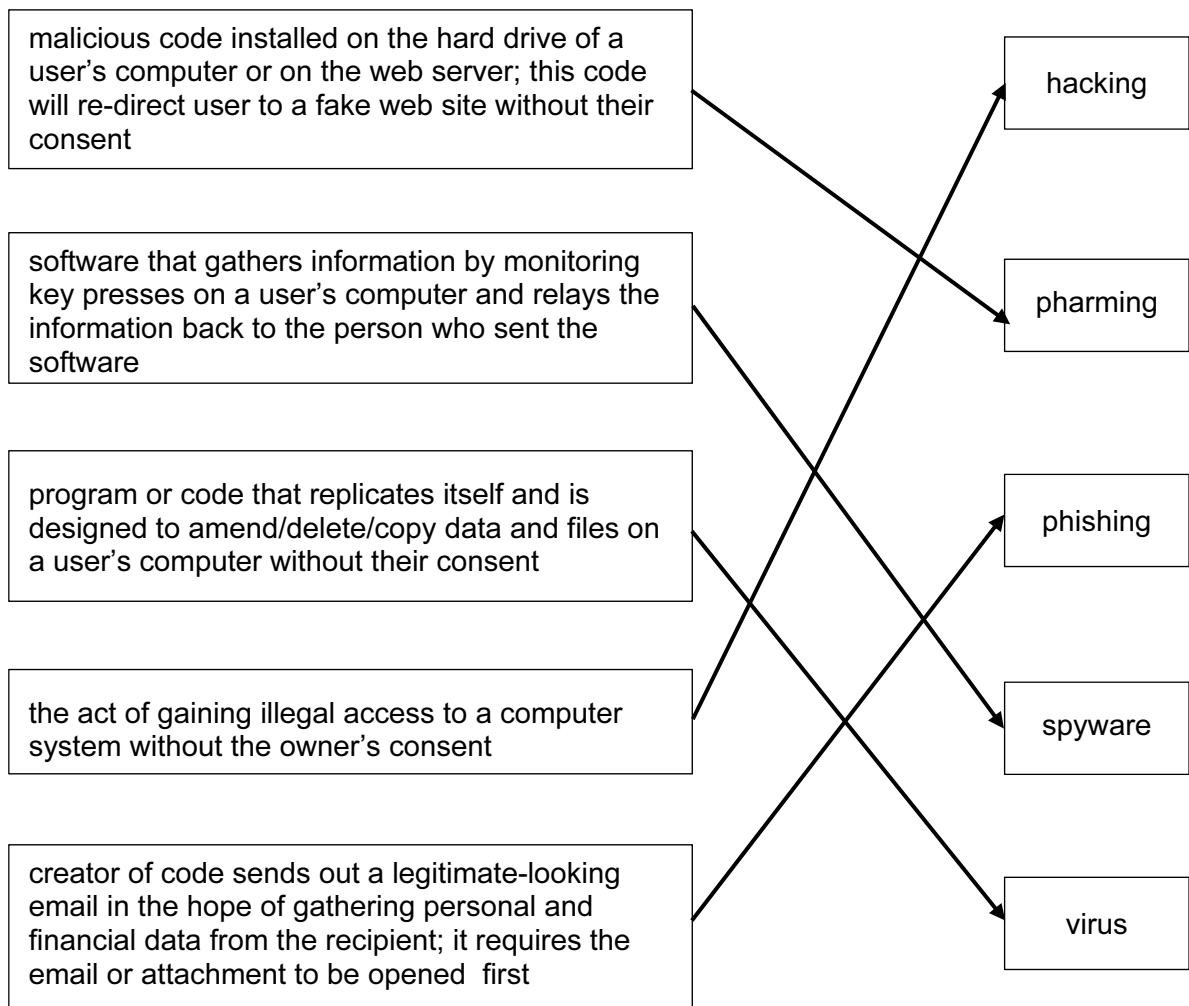 malicious code installed on the hard drive of a
user’s computer or on the web server; this code
will re-direct user to a fake web site without their
consent
hacking
software that gathers information by monitoring
key presses on a user’s computer and relays the
information back to the person who sent the
software
pharming
program or code that replicates itself and is
designed to amend/delete/copy data and files on
a user’s computer without their consent
phishing
the act of gaining illegal access to a computer
system without the owner’s consent
spyware
creator of code sends out a legitimate-looking
email in the hope of gathering personal and
financial data from the recipient; it requires the
email or attachment to be opened first
virus